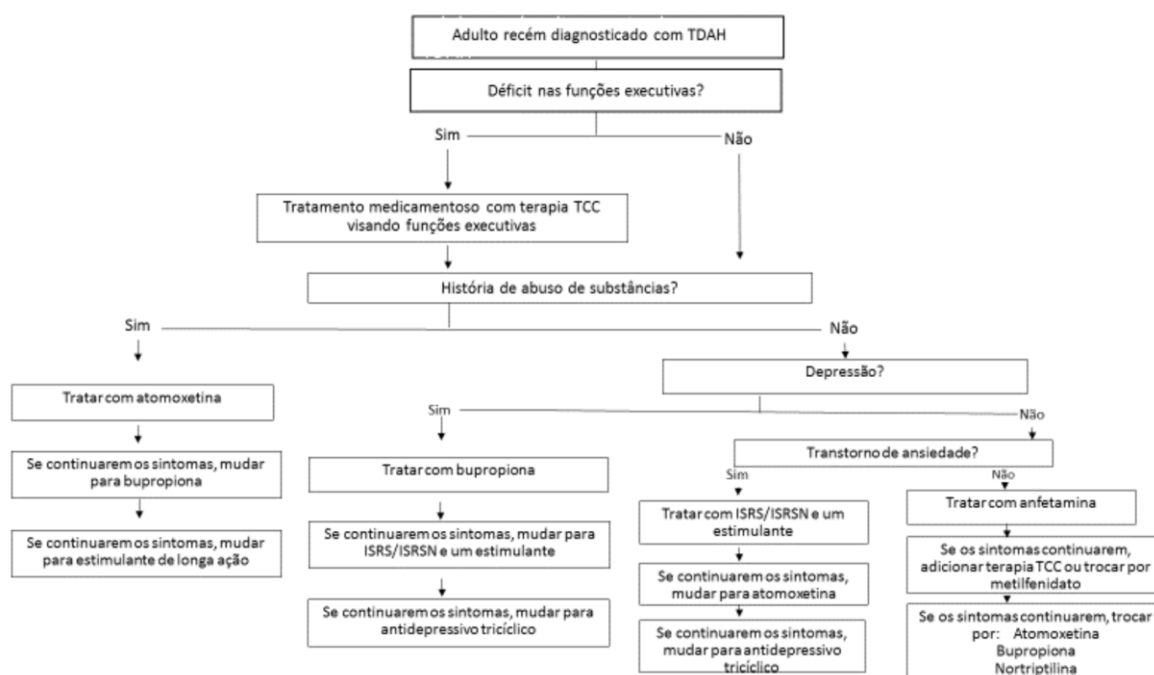 Adulto recém diagnosticado com TDAH
Déficit nas funções executivas?
Sim
Não
Tratamento medicamentoso com terapia TCC
visando funções executivas
História de abuso de substâncias?
Sim
Não
Tratar com atomoxetina
Se continuarem os sintomas, mudar
para bupropiona
Se continuarem os sintomas, mudar
para estimulante de longa ação
Depressão?
Sim
Não
Tratar com bupropiona
Se continuarem os sintomas, mudar para
ISRS/ISRSN e um estimulante
Se continuarem os sintomas, mudar para
antidepressivo tricíclico
Transtorno de ansiedade?
Sim
Não
Tratar com ISRS/ISRSN e um
estimulante
Se continuarem os sintomas,
mudar para atomoxetina
Se continuarem os sintomas,
mudar para antidepressivo
tricíclico
Tratar com anfetamina
Se os sintomas continuarem,
adicionar terapia TCC ou trocar por
metilfenidato
Se os sintomas continuarem, trocar
por: Atomoxetina
Bupropiona
Nortriptilina